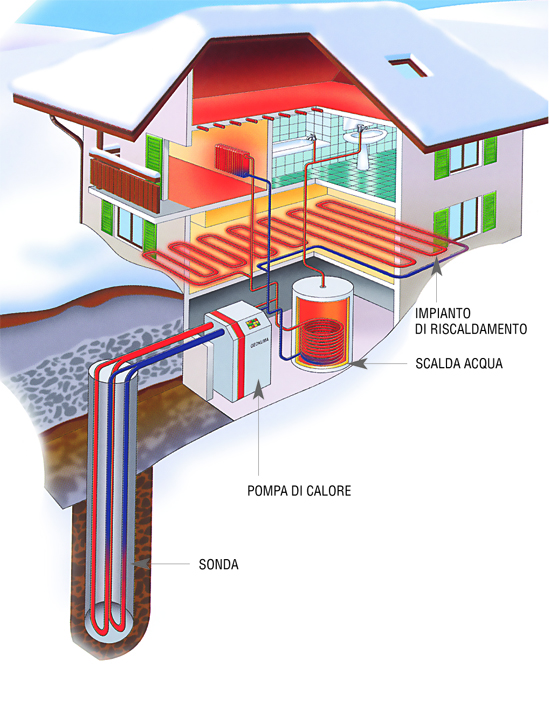 IMPIANTO
DI RISCALDAMENTO
SCALDA ACQUA
POMPA DI CALORE
SONDA